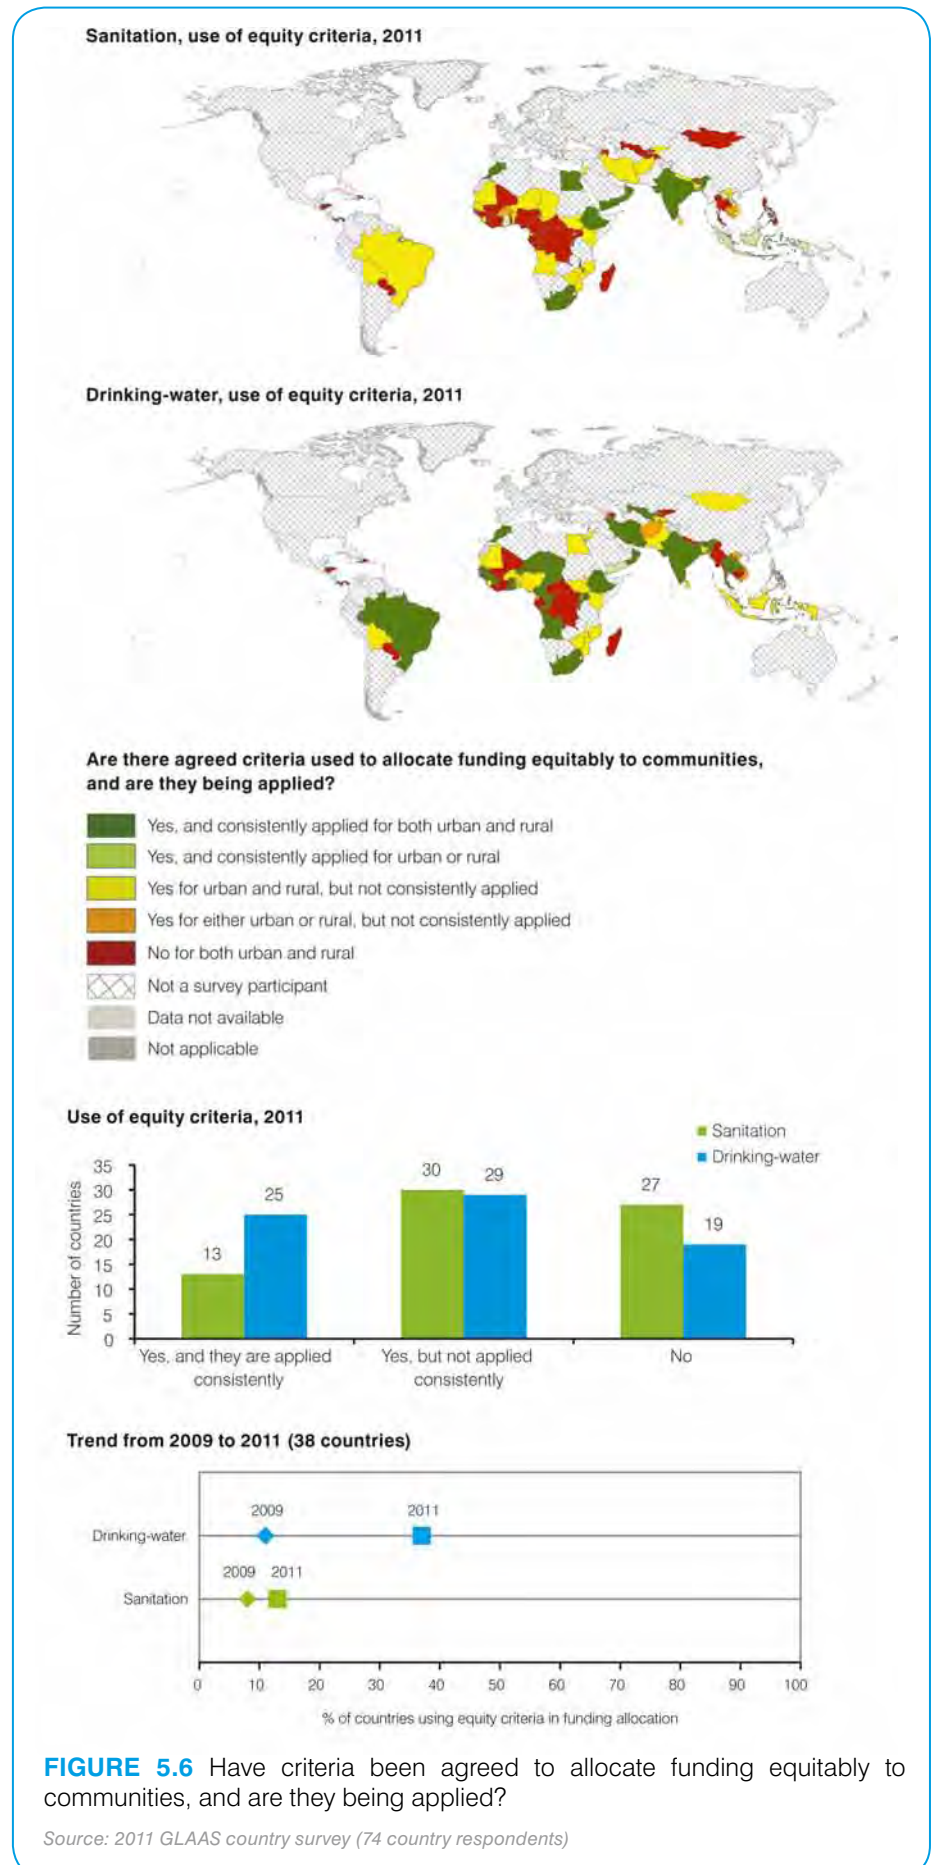 Sanitation, use of equity criteria, 2011
Drinking-water, use of equity criteria, 2011
Are there agreed criteria used to allocate funding equitably to communities,
and are they being applied?
Yes, and consistently applied for both urban and rural
Yes, and consistently applied for urban or rural
Yes for urban and rural, but not consistently applied
Yes for either urban or rural, but not consistently applied
No for both urban and rural
Not a survey participant
Data not available
Not applicable
Use of equity criteria, 2011
Sanitation
Drinking-water
Number of countries
35
30
25
20
15
10
5
0
13
25
30
29
27
19
Yes, and they are applied
consistently
Yes, but not applied
consistently
No
Trend from 2009 to 2011 (38 countries)
2009 2011
Drinking-water
2009 2011
Sanitation
0 10 20 30 40 50 60 70 80 90 100
% of countries using equity criteria in funding allocation
FIGURE 5.6 Have criteria been agreed to allocate funding equitably to
communities, and are they being applied?
Source: 2011 GLAAS country survey (74 country respondents)